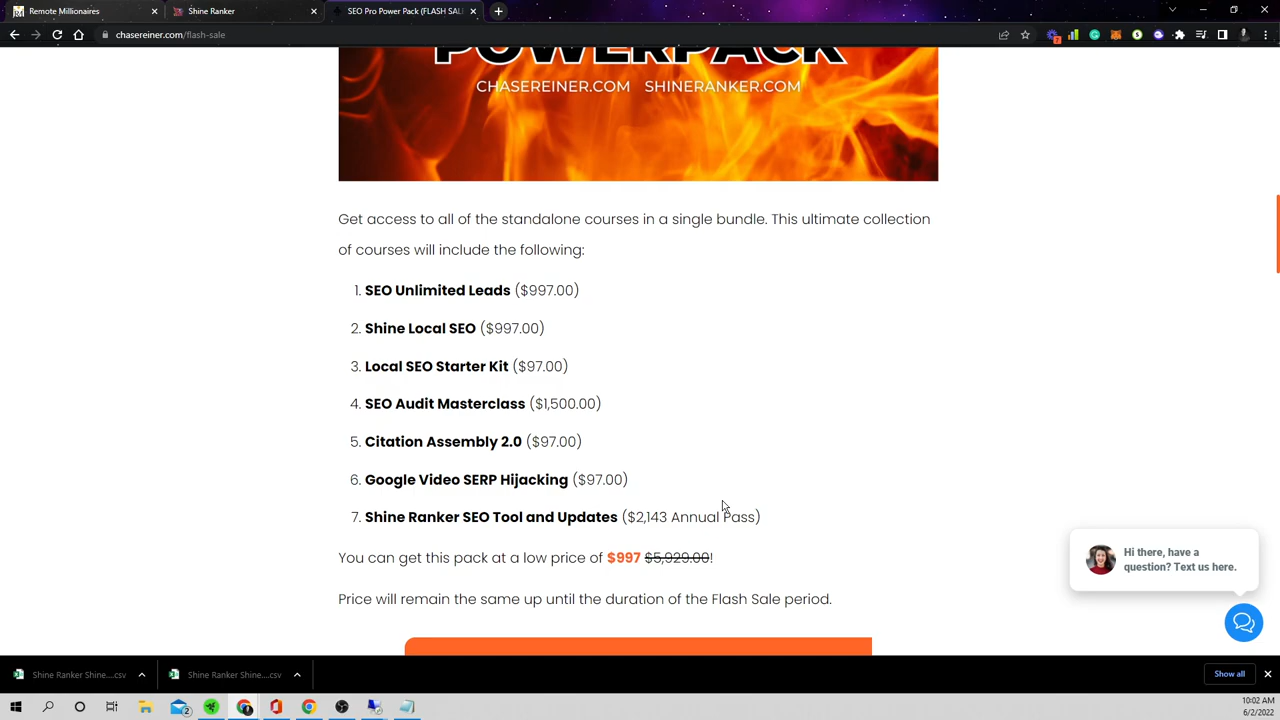 Remote Millionaires
Shine Ranker
SEO Pro Power Pack (FLASH SAL
chasereiner.com/flash-sale
POWERPACK
CHASEREINER.COM SHINERANKER.COM
Get access to all of the standalone courses in a single bundle. This ultimate collection
of courses will include the following:
1. SEO Unlimited Leads ($997.00)
2. Shine Local SEO ($997.00)
3. Local SEO Starter Kit ($97.00)
4. SEO Audit Masterclass ($1,500.00)
5. Citation Assembly 2.0 ($97.00)
6. Google Video SERP Hijacking ($97.00)
7. Shine Ranker SEO Tool and Updates ($2,143 Annual Pass)
You can get this pack at a low price of $997 $5,929.00!
Price will remain the same up until the duration of the Flash Sale period.
Hi there, have a
question? Text us here.
Shine Ranker Shine....csv
Shine Ranker Shine....csv
Show all
2
10:02 AM
6/2/2022